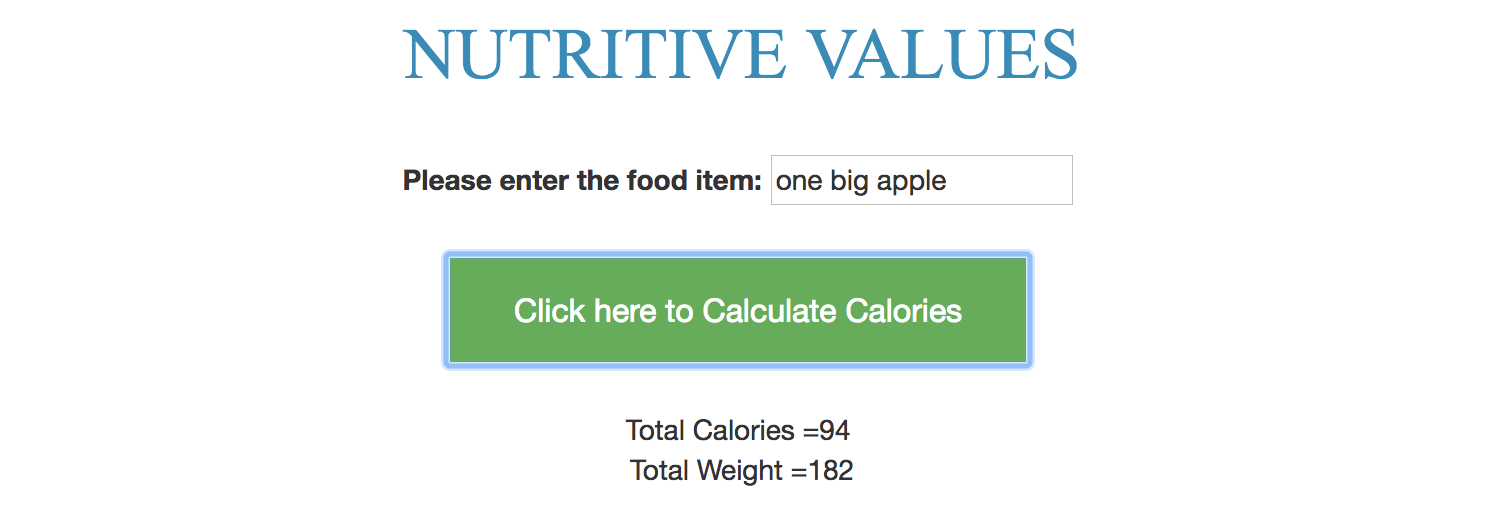 NUTRITIVE VALUES
Please enter the food item: one big apple
Click here to Calculate Calories
Total Calories =94
Total Weight =182